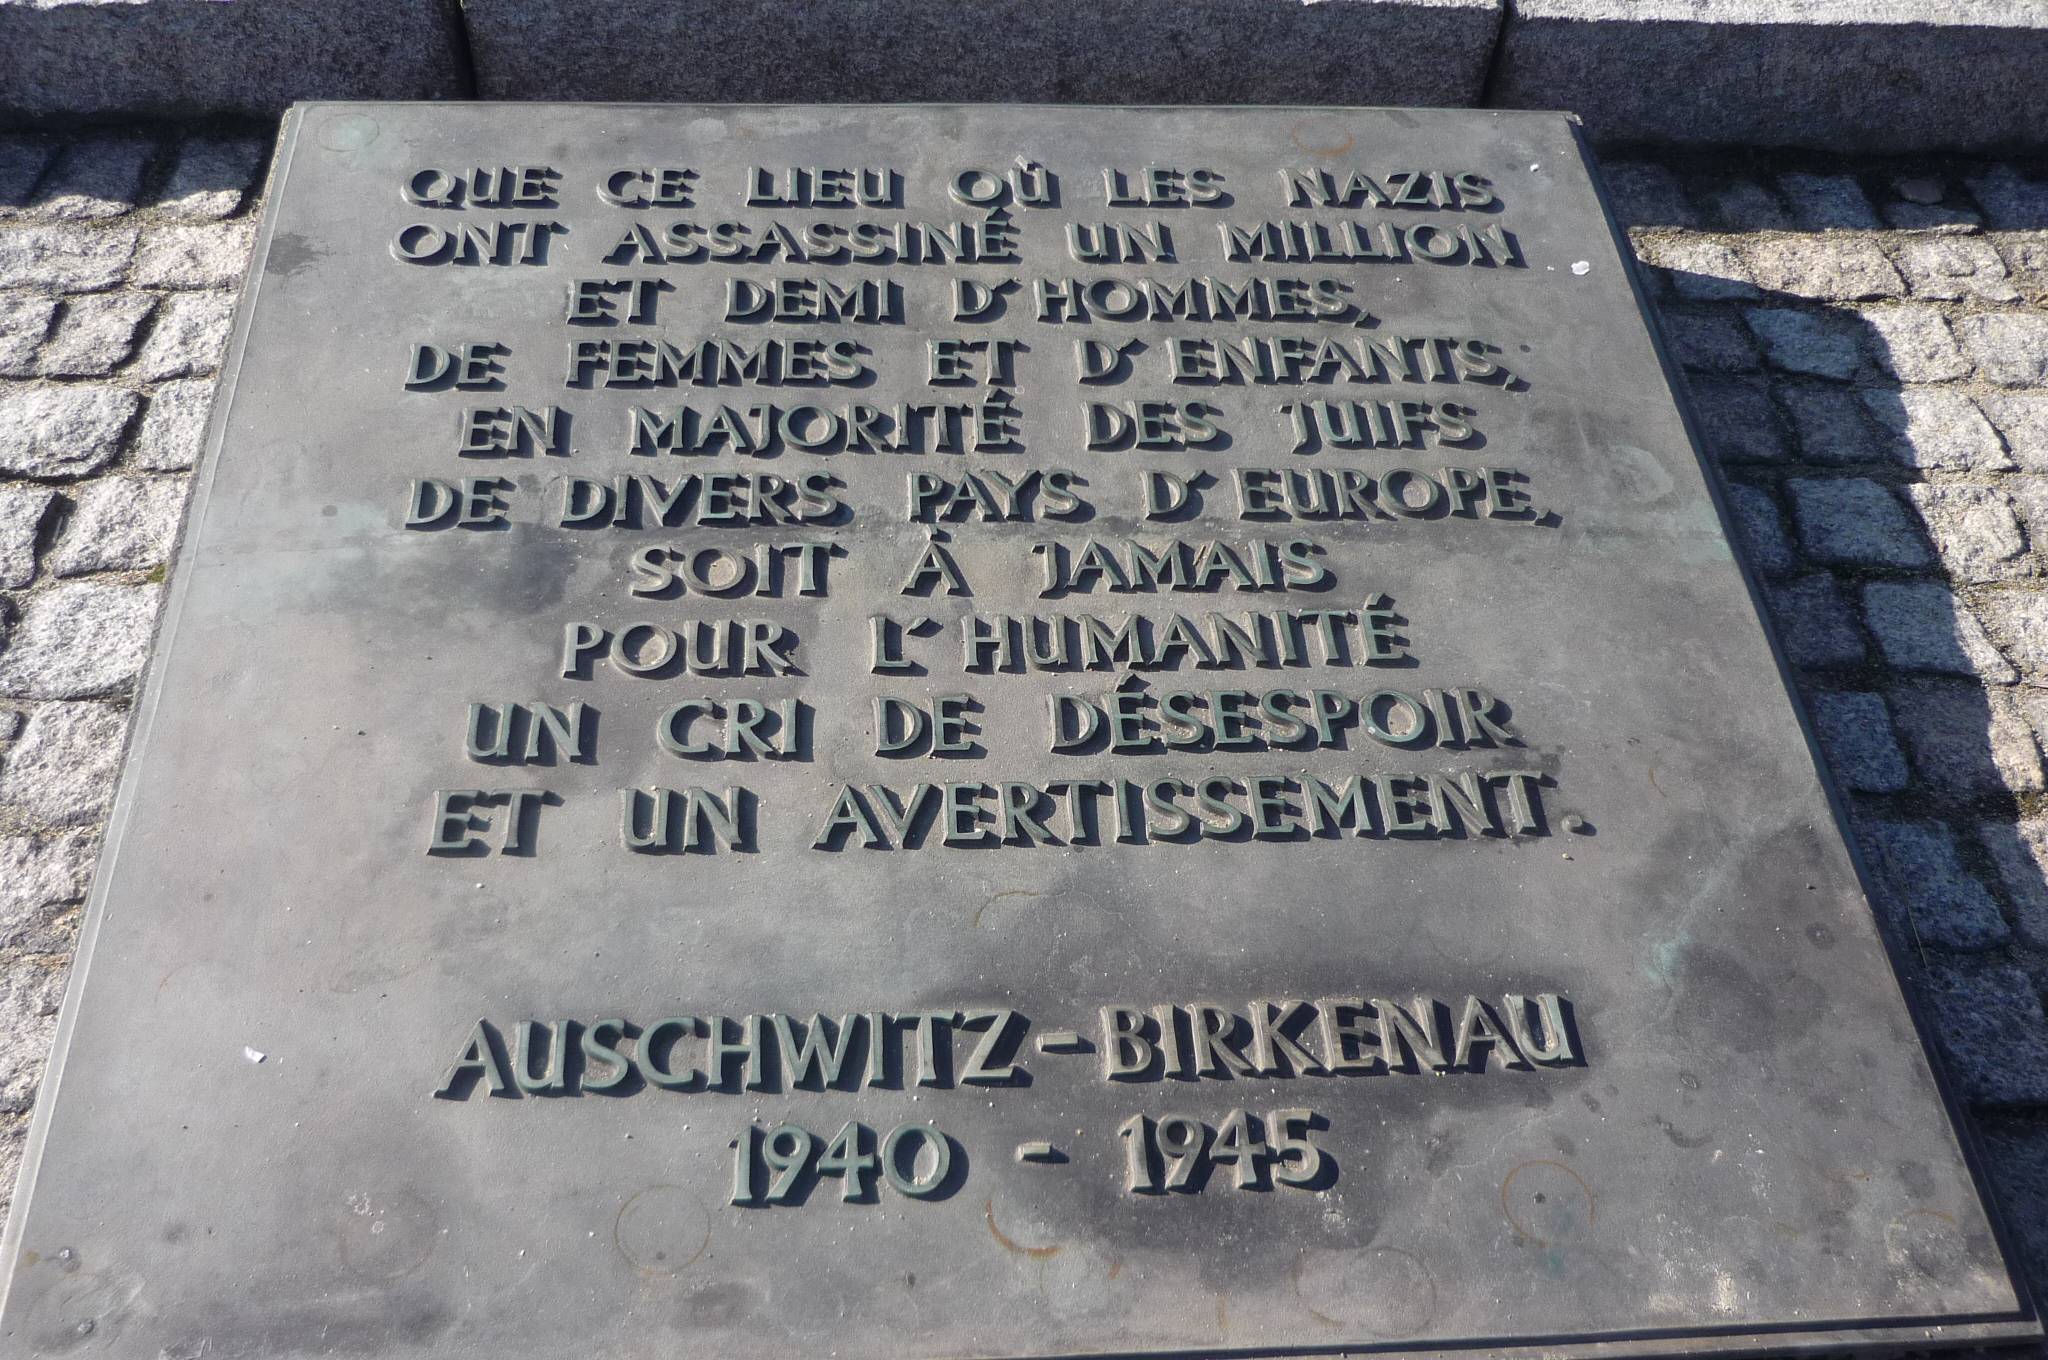 QUE CE LIEU OÙ LES NAZIS
ONT ASSASSINÉ UN MILLION
ET DEMI D'HOMMES,
DE FEMMES ET D'ENFANTS,
EN MAJORITÉ DES JUIFS
DE DIVERS PAYS D'EUROPE,
SOIT À JAMAIS
POUR L'HUMANITÉ
UN CRI DE DÉSESPOIR
ET UN AVERTISSEMENT.
AUSCHWITZ - BIRKENAU
1940 - 1945